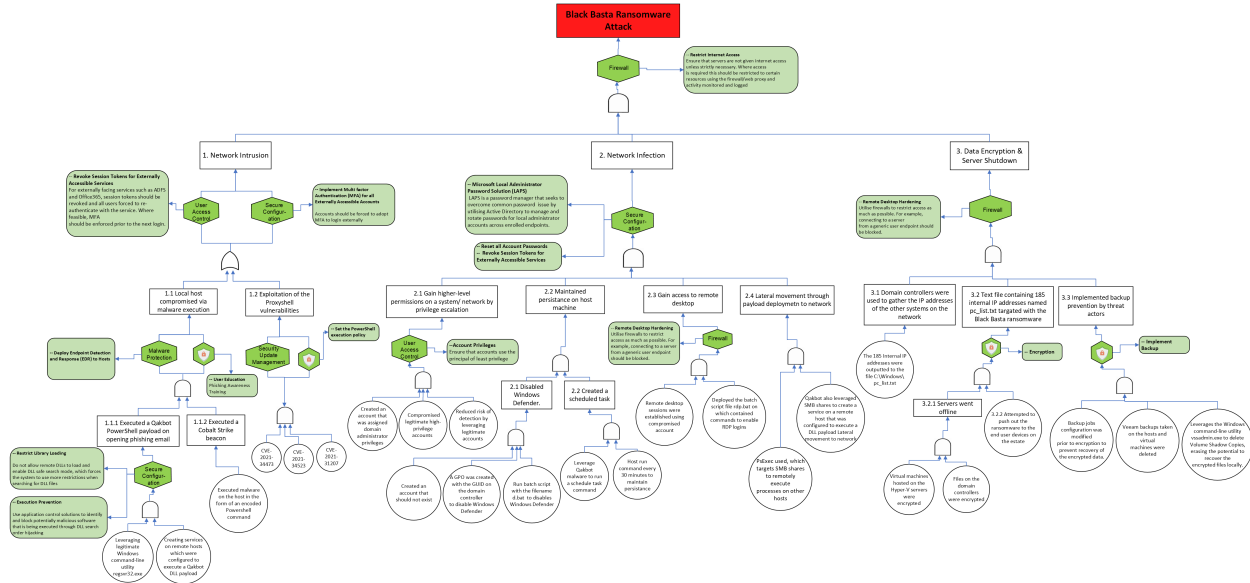 Black Basta Ransomware
Attack
Firewall
- Restrict Internet Access
Ensure that servers are not given Internet access
unless strictly necessary. Where access
is required this should be restricted to certain
resources using the firewall/web proxy and
activity monitored and logged
1. Network Intrusion
2. Network Infection
3. Data Encryption &
Server Shutdown
-- Revoke Session Tokens for Externally
Accessible Services
For externally facing services such as ADFS
and Office365, session tokens should be
revoked and all users forced to re-
authenticate with the service. Where
feasible, MFA
should be enforced prior to the next login.
User
Access
Control
Secure
Configur-
ation
-- Implement Multi factor
Authentication (MFA) for all
Externally Accessible Accounts
Accounts should be forced to adopt
MFA to login externally
-- Microsoft Local Administrator
Password Solution (LAPS)
LAPS is a password manager that seeks to
overcome common password issue by
utilising Active Directory to manage and
rotate passwords for local administrator
accounts across enrolled endpoints.
-- Reset all Account Passwords
-- Revoke Session Tokens for
Externally Accessible Services
Secure
Configur-
ation
-- Remote Desktop Hardening
Utilise firewalls to restrict access as
much as possible. For example,
connecting to a server
from a generic user endpoint should
be blocked.
Firewall
1.1 Local host
compromised via
malware execution
1.2 Exploitation of the
Proxyshell
vulnerabilities
2.1 Gain higher-level
permissions on a system/ network by
privilege escalation
2.2 Maintained
persistance on host
machine
2.3 Gain access to remote
desktop
2.4 Lateral movement through
payload deploymetn to network
3.1 Domain controllers
were used to gather the IP addresses
of the other systems on the
network
3.2 Text file containing 185
internal IP addresses named
pc_list.txt targated with the
Black Basta ransomware
3.3 Implemented backup
prevention by threat
actors
-- Deploy Endpoint Detection
and Response (EDR) to Hosts
Malware
Protection
-- User Education
Phishing Awareness
Training
Security
Update
Management
-- Set the PowerShell
execution policy
User
Access
Control
--Account Privileges
Ensure that accounts use the
principal of least privilege
-- Remote Desktop Hardening
Utilise firewalls to restrict
access as much as possible.
For example, connecting to a server
from a generic user endpoint
should be blocked.
Firewall
-- Encryption
-- Implement
Backup
1.1.1 Executed a Qakbot
PowerShell payload on
opening phishing email
1.1.2 Executed a
Cobalt Strike
beacon
CVE-
2021-
34473
CVE-
2021-
34523
CVE-
2021-
31207
Created an
account that
was assigned
domain
administrator
privileges
Compromised
legitimate high-
privilege
accounts
Reduced risk of
detection by
leveraging
legitimate
accounts
2.1 Disabled
Windows
Defender.
2.2 Created a
scheduled task
Remote desktop
sessions were
established using
compromised
account
Deployed the batch
script file rdp.bat on
which contained
commands to enable
RDP logins
PsExec used, which
targets SMB shares
to remotely
execute
processes on other
hosts
Qakbot also leveraged
SMB shares to create a
service on a remote host that
was configured to execute a
DLL payload Lateral
movement to network
The 185 Internal IP
addresses were
outputted to the
file C:\Windows\
pc_list.txt
3.2.1 Servers went
offline
3.2.2 Attempted to
push out the
ransomware to the
end user devices on the
estate
Virtual machines
hosted on the
Hyper-V servers
were encrypted
Files on the
domain
controllers were
encrypted
Backup jobs
configuration was
modified
prior to encryption to
prevent recovery of
the encrypted data.
Veeam backups taken
on the hosts and
virtual
machines were
deleted
Leverages the Windows
command-line utility
vssadmin.exe to delete
Volume Shadow Copies,
erasing the potential to
recover the
encrypted files locally.
-- Restrict Library Loading
Do not allow remote DLLs to load and
enable DLL safe search mode, which forces
the system to use more restrictions when
searching for DLL files
Execution Prevention
Use application control solutions to identify
and block potentially malicious software
that is being executed through DLL search
order hijacking
Secure
Configur-
ation
Executed malware
on the host in the
form of an encoded
Powershell
command
Leveraging
legitimate
Windows
command-line
utility
regsvr32.exe
Creating services
on remote hosts
which were
configured to
execute a Qakbot
DLL payload
Created an
account that
should not exist
A GPO was created
with the GUID on
the domain
controller
to disable Windows
Defender
Run batch script
with the filename
d.bat to disables
Windows Defender
Leverage
Qakbot
malware to run
a schedule task
command
Host run
command every
30 minutes to
maintain
persistance